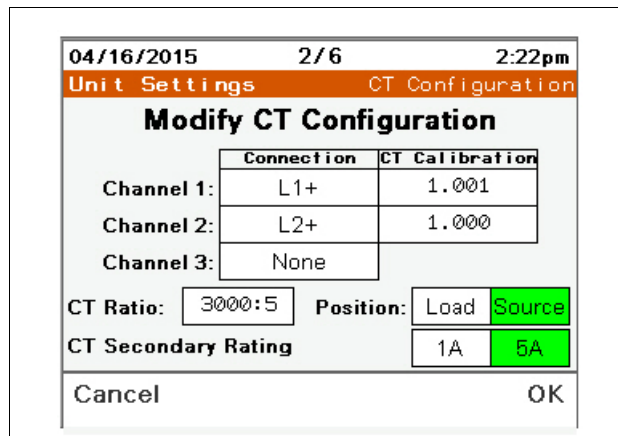 04/16/2015 2/6 2:22pm
Unit Settings CT Configuration
Modify CT Configuration
Connection CT Calibration
Channel 1: L1+ 1.001
Channel 2: L2+ 1.000
Channel 3: None
CT Ratio: 3000:5 Position: Load Source
CT Secondary Rating 1A 5A
Cancel OK